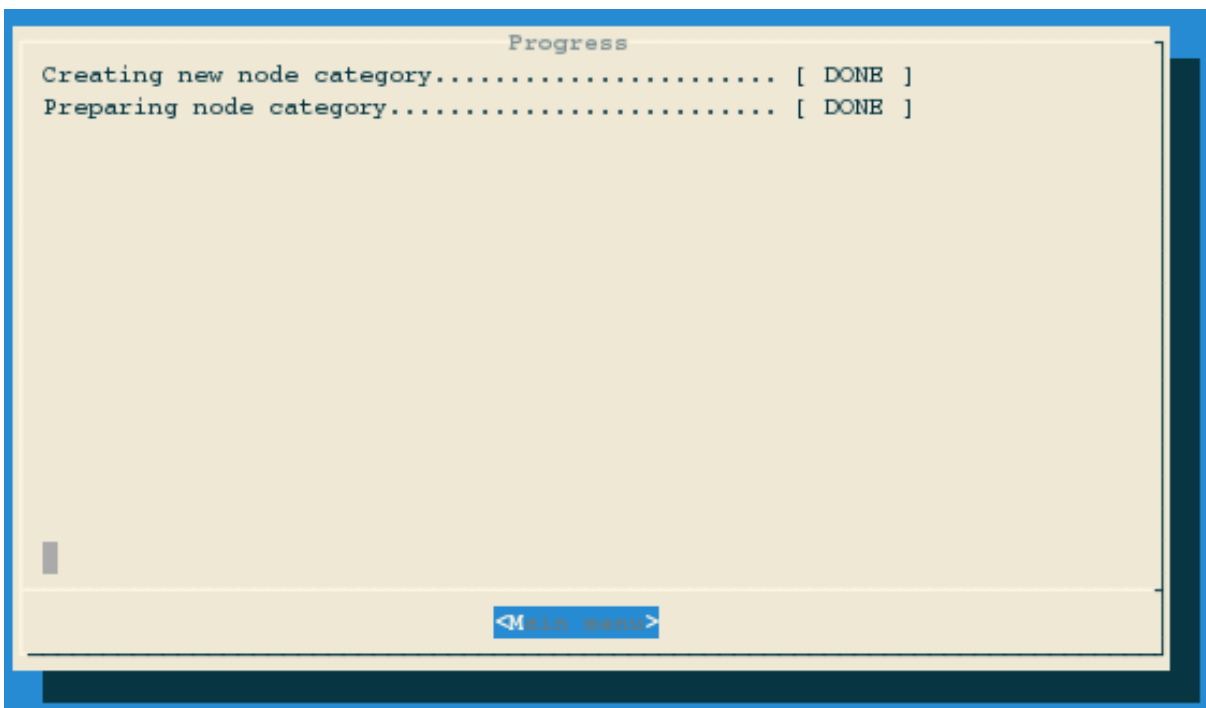 Progress
Creating new node category....................... [ DONE ]
Preparing node category.......................... [ DONE ]
<Main menu>